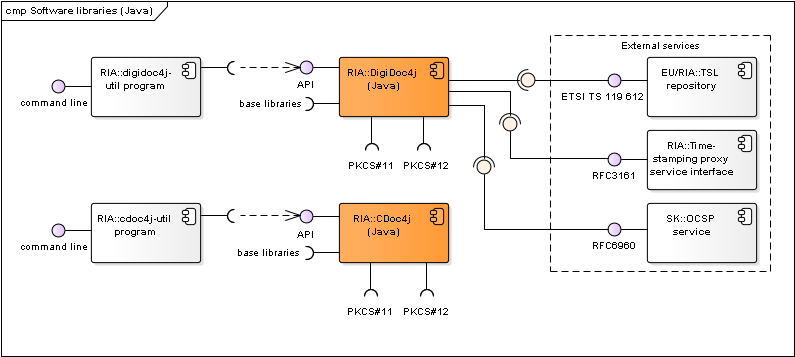 cmp Software libraries (Java)
External services
RIA::digidoc4j-
util program
command line
API
base libraries
RIA::DigiDoc4j
(Java)
PKCS#11
PKCS#12
ETSI TS 119 612
EU/RIA::TSL
repository
RFC3161
RIA::Time-
stamping proxy
service interface
RIA::cdoc4j-util
program
command line
API
base libraries
RIA::CDoc4j
(Java)
PKCS#11
PKCS#12
RFC6960
SK::OCSP
service